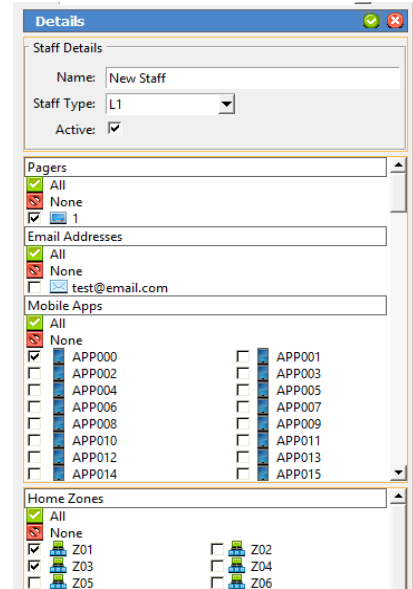 Details
Staff Details
Name: New Staff
Staff Type: L1
Active:
Pagers
All
None
1
Email Addresses
All
None
test@email.com
Mobile Apps
All
None
APP000 APP001
APP002 APP003
APP004 APP005
APP006 APP007
APP008 APP009
APP010 APP011
APP012 APP013
APP014 APP015
Home Zones
All
None
Z01 Z02
Z03 Z04
Z05 Z06